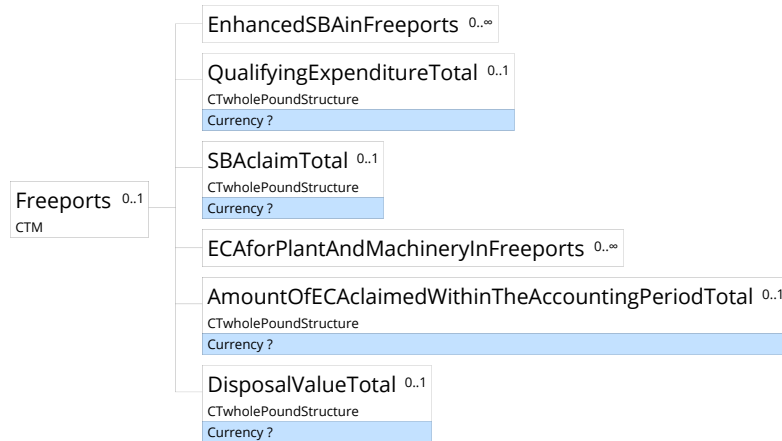 EnhancedSBAinFreeports 0..∞
QualifyingExpenditureTotal 0..1
CTwholePoundStructure
Currency ?
SBAclaimTotal 0..1
CTwholePoundStructure
Currency ?
Freeports 0..1
CTM
ECAforPlantAndMachineryInFreeports 0..∞
AmountOfECAclaimedWithinTheAccountingPeriodTotal 0..1
CTwholePoundStructure
Currency ?
DisposalValueTotal 0..1
CTwholePoundStructure
Currency ?